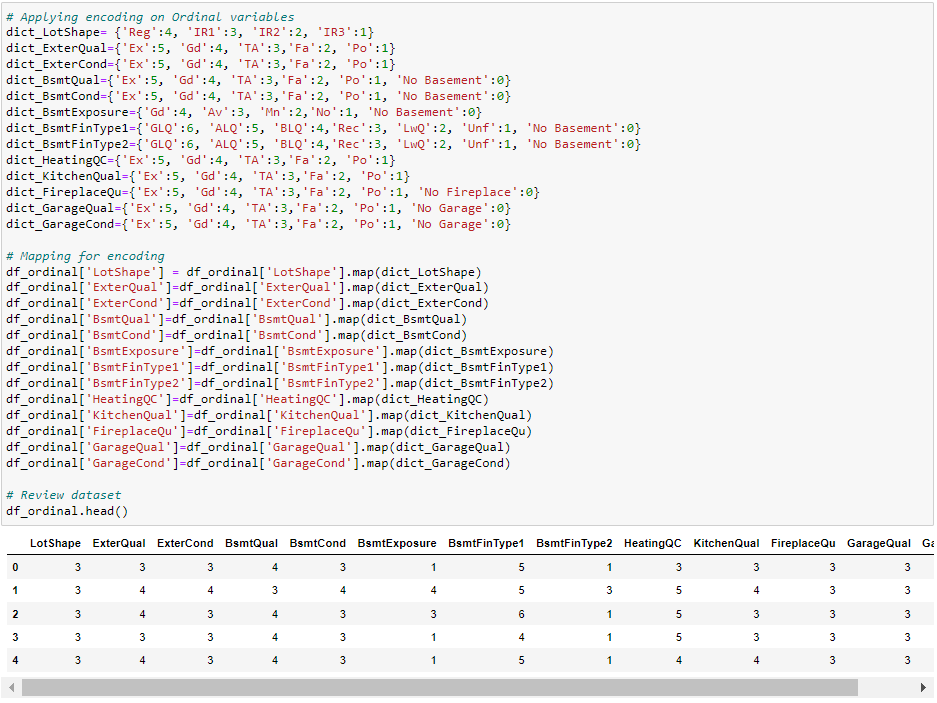 # Applying encoding on Ordinal variables
dict_LotShape= {'Reg':4, 'IR1':3, 'IR2':2, 'IR3':1}
dict_ExterQual={'Ex':5, 'Gd':4, 'TA':3,'Fa':2, 'Po':1}
dict_ExterCond={'Ex':5, 'Gd':4, 'TA':3,'Fa':2, 'Po':1}
dict_BsmtQual={'Ex':5, 'Gd':4, 'TA':3,'Fa':2, 'Po':1, 'No Basement':0}
dict_BsmtCond={'Ex':5, 'Gd':4, 'TA':3,'Fa':2, 'Po':1, 'No Basement':0}
dict_BsmtExposure={'Gd':4, 'Av':3, 'Mn':2,'No':1, 'No Basement':0}
dict_BsmtFinType1={'GLQ':6, 'ALQ':5, 'BLQ':4,'Rec':3, 'LwQ':2, 'Unf':1, 'No Basement':0}
dict_BsmtFinType2={'GLQ':6, 'ALQ':5, 'BLQ':4,'Rec':3, 'LwQ':2, 'Unf':1, 'No Basement':0}
dict_HeatingQC={'Ex':5, 'Gd':4, 'TA':3,'Fa':2, 'Po':1}
dict_KitchenQual={'Ex':5, 'Gd':4, 'TA':3,'Fa':2, 'Po':1}
dict_FireplaceQu={'Ex':5, 'Gd':4, 'TA':3,'Fa':2, 'Po':1, 'No Fireplace':0}
dict_GarageQual={'Ex':5, 'Gd':4, 'TA':3,'Fa':2, 'Po':1, 'No Garage':0}
dict_GarageCond={'Ex':5, 'Gd':4, 'TA':3,'Fa':2, 'Po':1, 'No Garage':0}
# Mapping for encoding
df_ordinal['LotShape'] = df_ordinal['LotShape'].map(dict_LotShape)
df_ordinal['ExterQual']=df_ordinal['ExterQual'].map(dict_ExterQual)
df_ordinal['ExterCond']=df_ordinal['ExterCond'].map(dict_ExterCond)
df_ordinal['BsmtQual']=df_ordinal['BsmtQual'].map(dict_BsmtQual)
df_ordinal['BsmtCond']=df_ordinal['BsmtCond'].map(dict_BsmtCond)
df_ordinal['BsmtExposure']=df_ordinal['BsmtExposure'].map(dict_BsmtExposure)
df_ordinal['BsmtFinType1']=df_ordinal['BsmtFinType1'].map(dict_BsmtFinType1)
df_ordinal['BsmtFinType2']=df_ordinal['BsmtFinType2'].map(dict_BsmtFinType2)
df_ordinal['HeatingQC']=df_ordinal['HeatingQC'].map(dict_HeatingQC)
df_ordinal['KitchenQual']=df_ordinal['KitchenQual'].map(dict_KitchenQual)
df_ordinal['FireplaceQu']=df_ordinal['FireplaceQu'].map(dict_FireplaceQu)
df_ordinal['GarageQual']=df_ordinal['GarageQual'].map(dict_GarageQual)
df_ordinal['GarageCond']=df_ordinal['GarageCond'].map(dict_GarageCond)
# Review dataset
df_ordinal.head()
LotShape ExterQual ExterCond BsmtQual BsmtCond BsmtExposure BsmtFinType1 BsmtFinType2 HeatingQC KitchenQual FireplaceQu GarageQual Ga
0 3 3 3 4 3 1 5 1 3 3 3 3
1 3 4 4 3 4 4 5 3 5 4 3 3
2 3 4 3 4 3 3 6 1 5 3 3 3
3 3 3 3 4 3 1 4 1 5 3 3 3
4 3 4 3 4 3 1 5 1 4 4 3 3